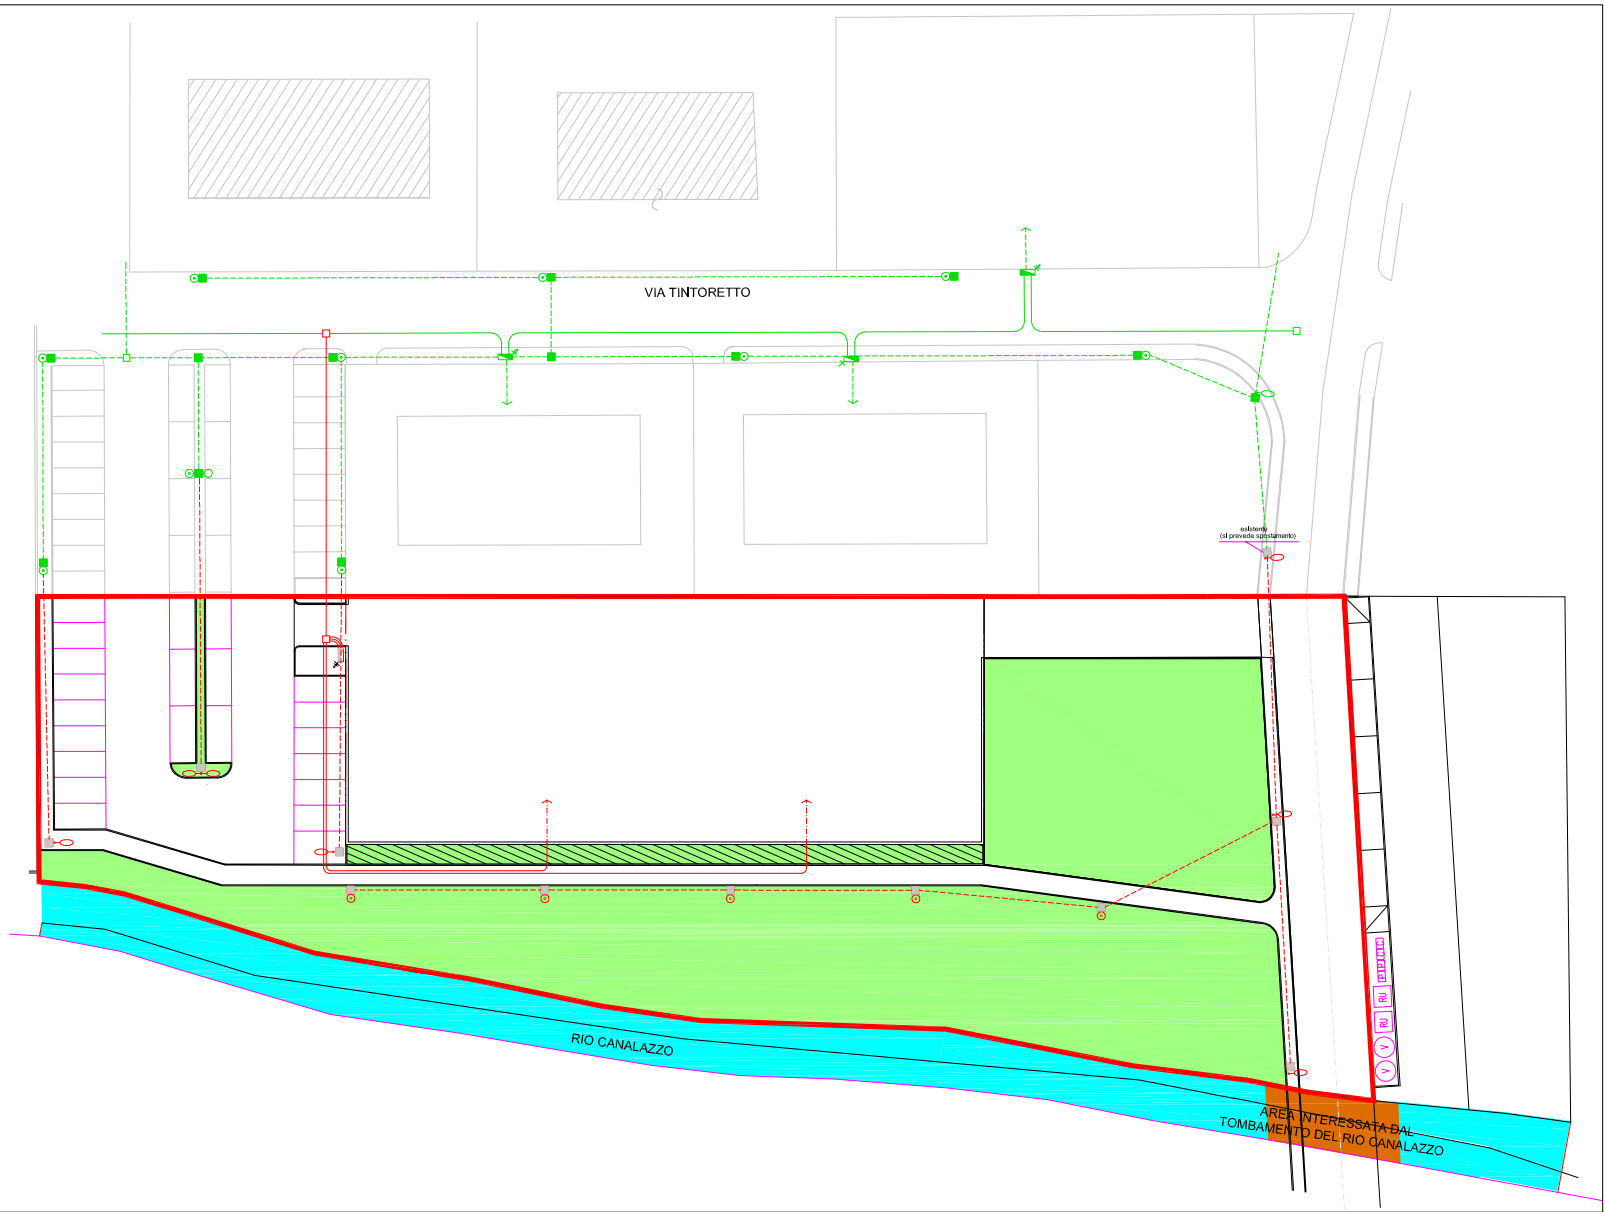 VIA TINTORETTO
esistente
(si prevede spostamento)
RU
RU
V
V
RIO CANALAZZO
AREA INTERESSATA DAL
TOMBAMENTO DEL RIO CANALAZZO